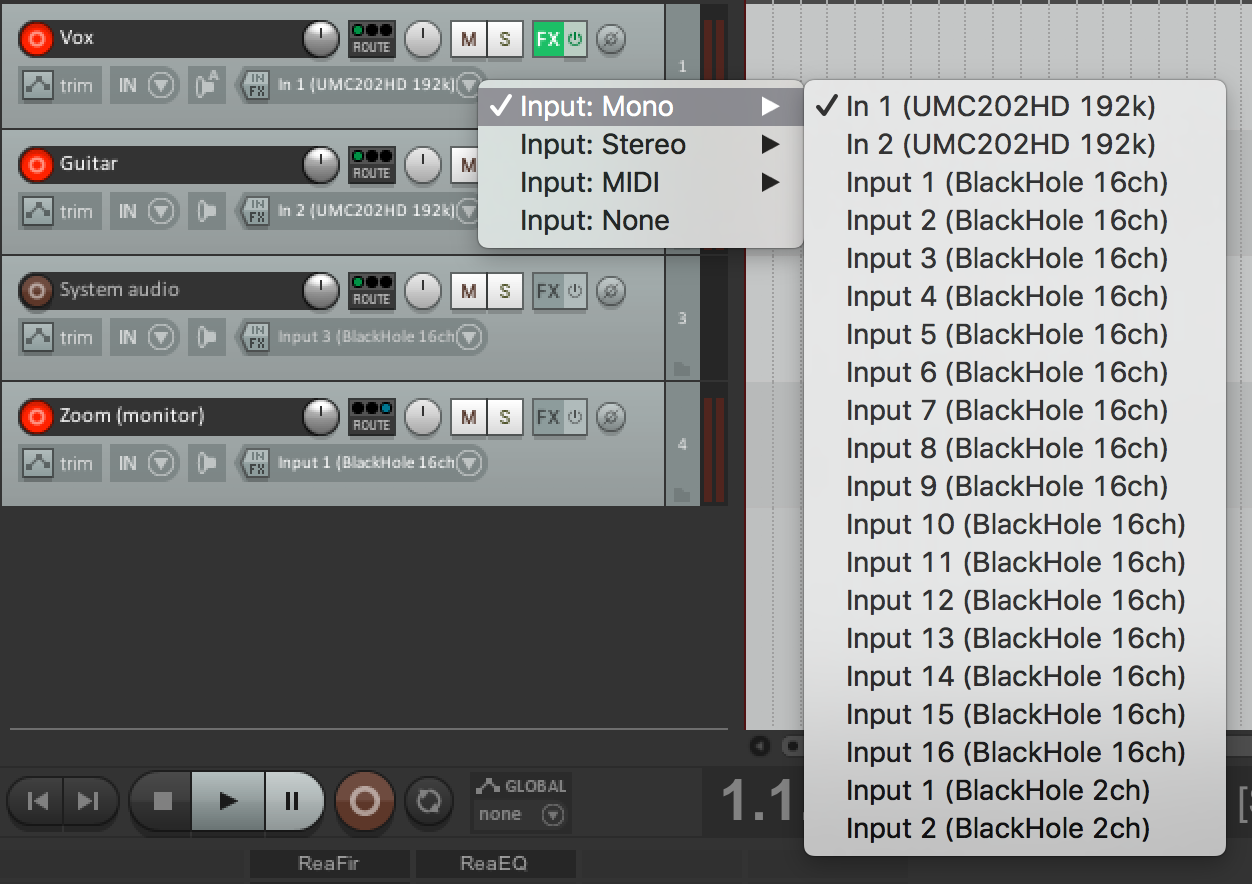 Vox
ROUTE
M S FX
1
trim IN A IN FX In 1 (UMC202HD 192k)
Guitar
ROUTE
M
trim IN IN FX In 2 (UMC202HD 192k)
System audio
ROUTE
M S FX
3
trim IN IN FX Input 3 (BlackHole 16ch
Zoom (monitor)
ROUTE
M S FX
4
trim IN IN FX Input 1 (BlackHole 16ch
Input: Mono
Input: Stereo
Input: MIDI
Input: None
In 1 (UMC202HD 192k)
In 2 (UMC202HD 192k)
Input 1 (BlackHole 16ch)
Input 2 (BlackHole 16ch)
Input 3 (BlackHole 16ch)
Input 4 (BlackHole 16ch)
Input 5 (BlackHole 16ch)
Input 6 (BlackHole 16ch)
Input 7 (BlackHole 16ch)
Input 8 (BlackHole 16ch)
Input 9 (BlackHole 16ch)
Input 10 (BlackHole 16ch)
Input 11 (BlackHole 16ch)
Input 12 (BlackHole 16ch)
Input 13 (BlackHole 16ch)
Input 14 (BlackHole 16ch)
Input 15 (BlackHole 16ch)
Input 16 (BlackHole 16ch)
Input 1 (BlackHole 2ch)
Input 2 (BlackHole 2ch)
GLOBAL
none
1.1.
ReaFir
ReaEQ